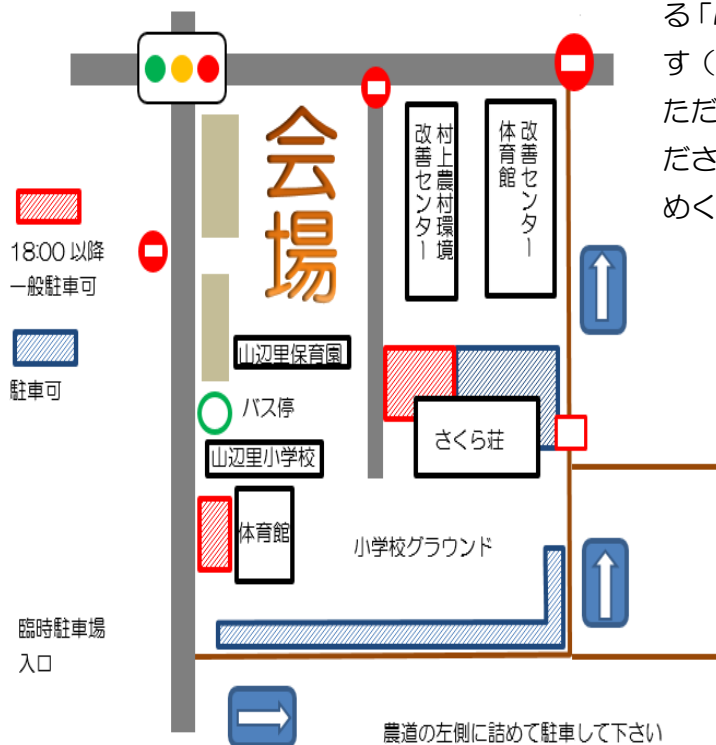 る「
す（
ただ
ださ
めく
会場
村上農村環境
改善センター
改善センター
体育館
18:00 以降
一般駐車可
駐車可
山辺里保育園
バス停
山辺里小学校
さくら荘
体育館
小学校グラウンド
臨時駐車場
入口
農道の左側に詰めて駐車して下さい